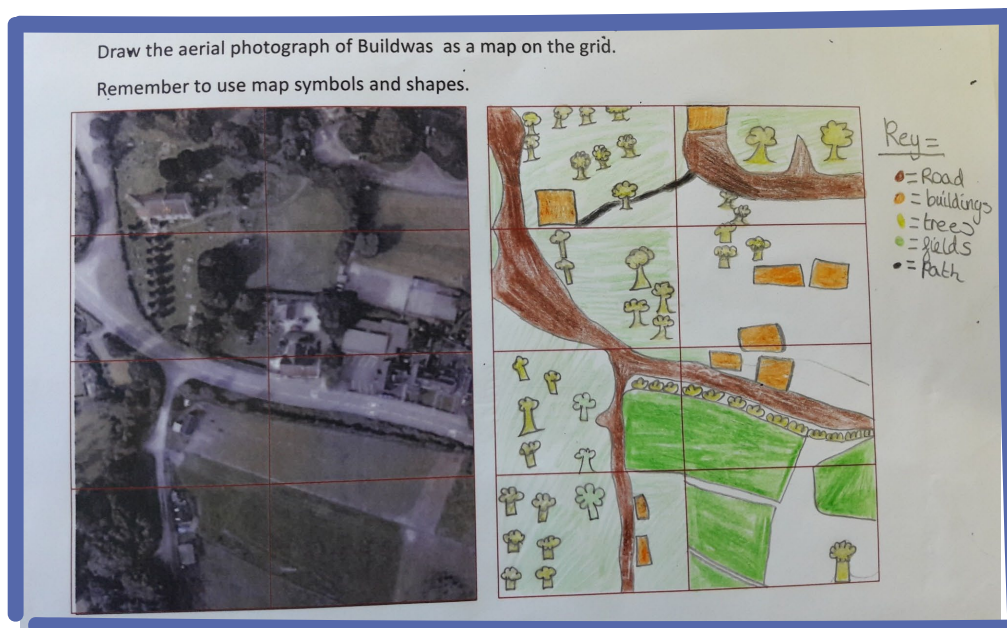 Draw the aerial photograph of Buildwas as a map on the grid.
Remember to use map symbols and shapes.
Key=
= Road
= buildings
= trees
= fields
= Path